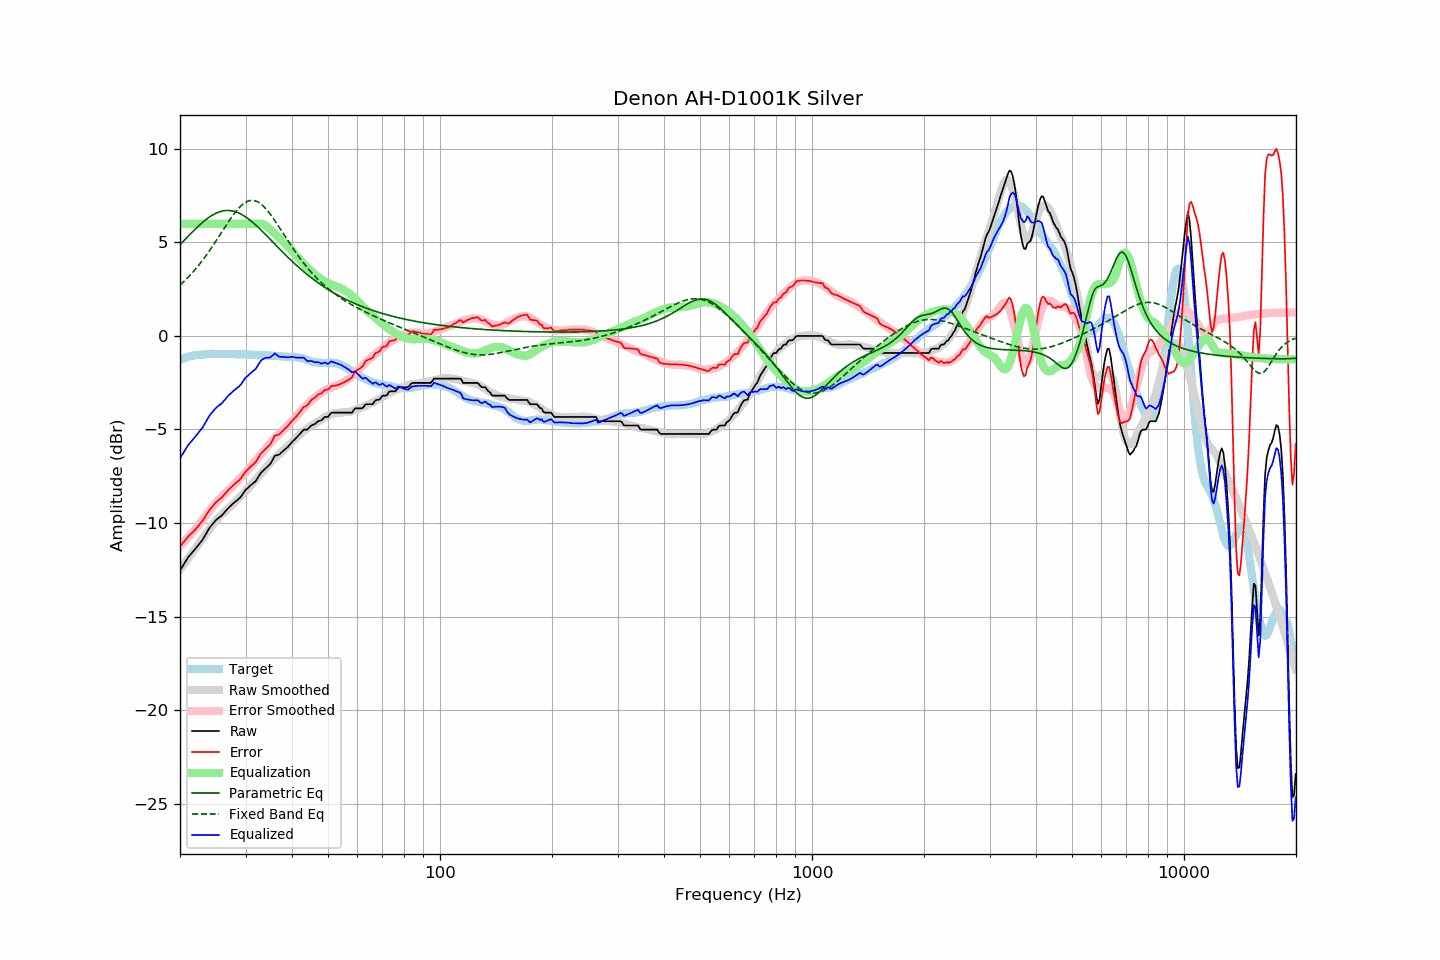 Denon AH-D1001K Silver
Amplitude (dBr)
10
5
0
−5
−10
−15
−20
−25
Target
Raw Smoothed
Error Smoothed
Raw
Error
Equalization
Parametric Eq
Fixed Band Eq
Equalized
100
1000
10000
Frequency (Hz)